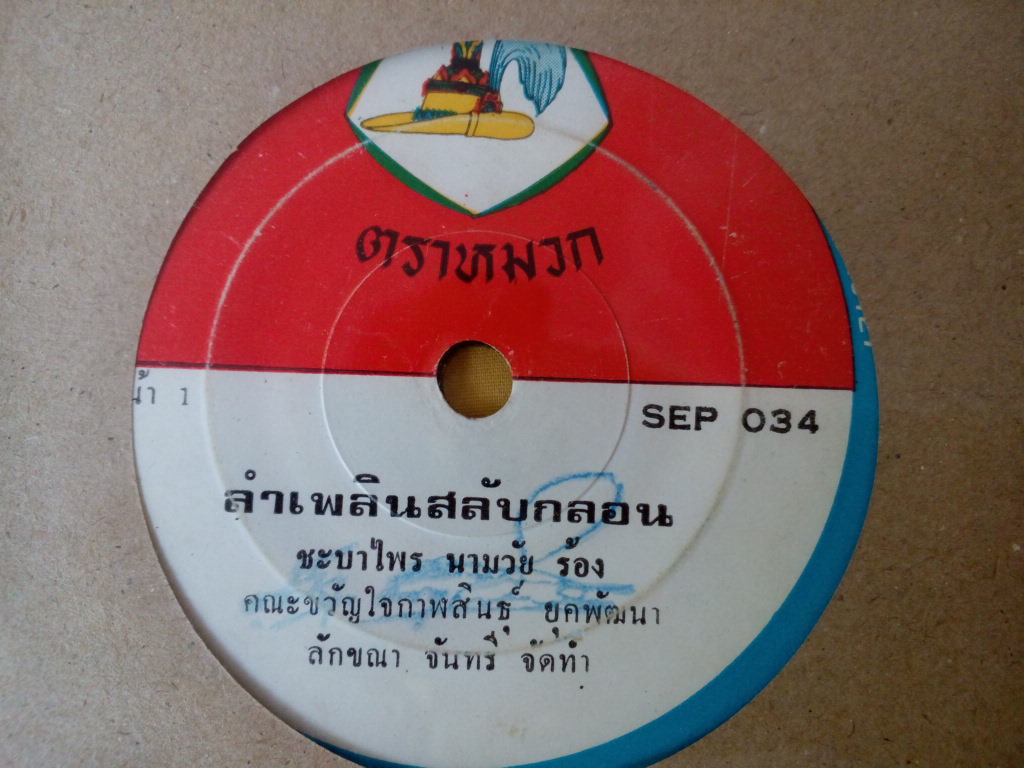 ตราหมวก
น้า 1
SEP 034
ลำเพลินสลับกลอน
ชะบาไพร นามวัย ร้อง
คณะขวัญใจกาฬสินธุ์ ยุคพัฒนา
ลักขณา จันทรี จัดทำ